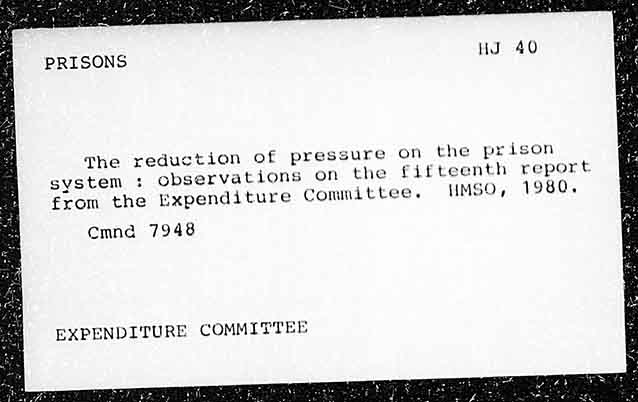 PRISONS HJ 40
The reduction of pressure on the prison
system : observations on the fifteenth report
from the Expenditure Committee. HMSO, 1980.
Cmnd 7948
EXPENDITURE COMMITTEE